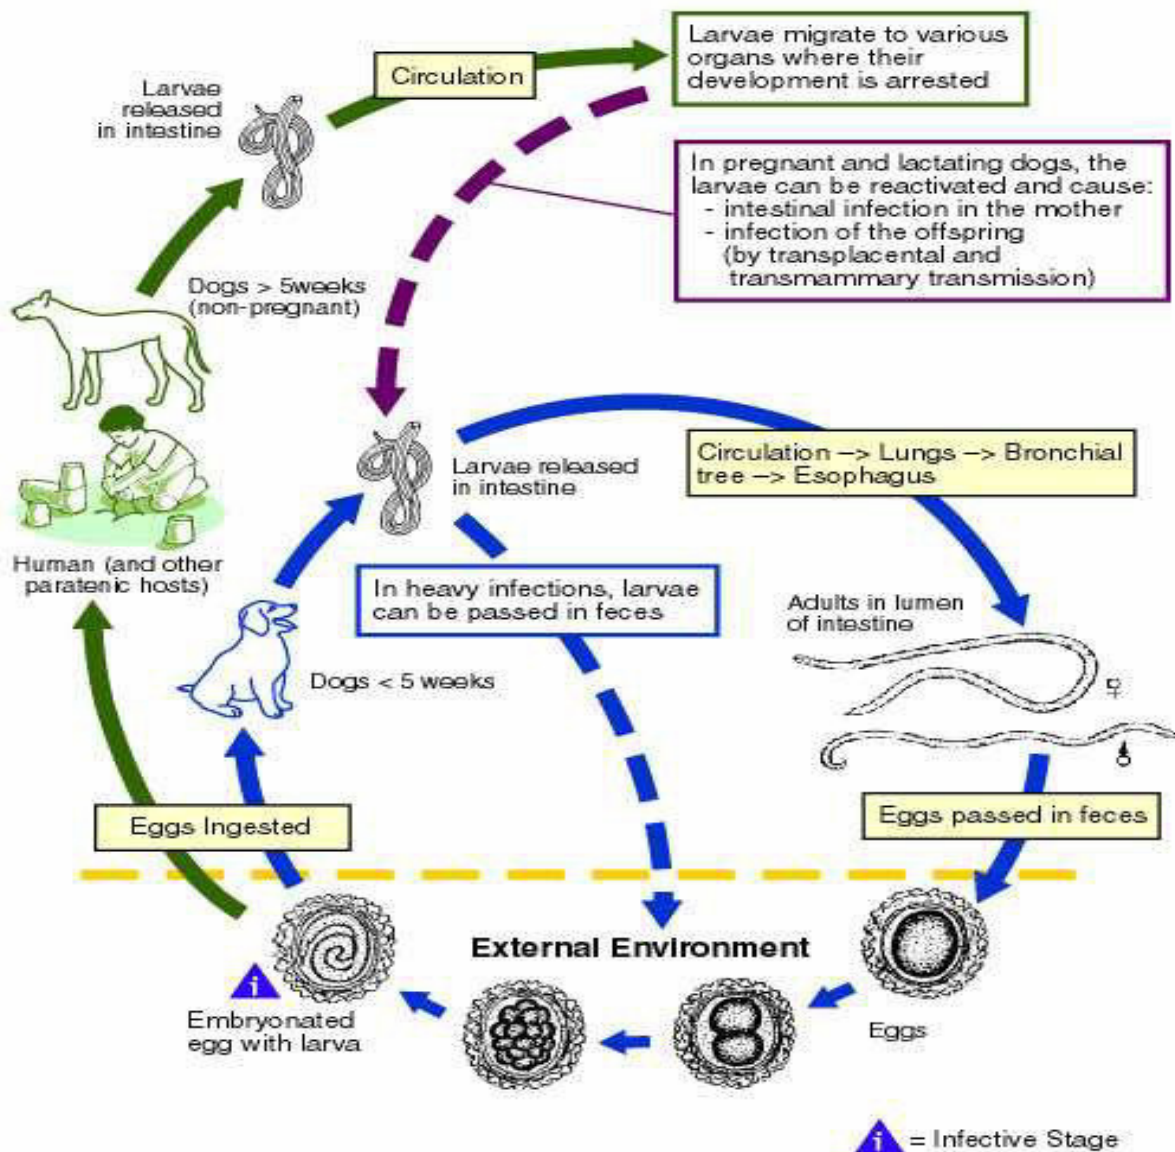 Larvae migrate to various
organs where their
development is arrested
Circulation
Larvae
released
in intestine
In pregnant and lactating dogs, the
larvae can be reactivated and cause:
- intestinal infection in the mother
- infection of the offspring
(by transplacental and
transmammary transmission)
Dogs > 5weeks
(non-pregnant)
Circulation —> Lungs —> Bronchial
tree —> Esophagus
Larvae released
in intestine
Human (and other
paratenic hosts)
In heavy infections, larvae
can be passed in feces
Adults in lumen
of intestine
♀
Dogs < 5 weeks
♂
Eggs Ingested
Eggs passed in feces
External Environment
i
Embryonated
egg with larva
Eggs
i = Infective Stage